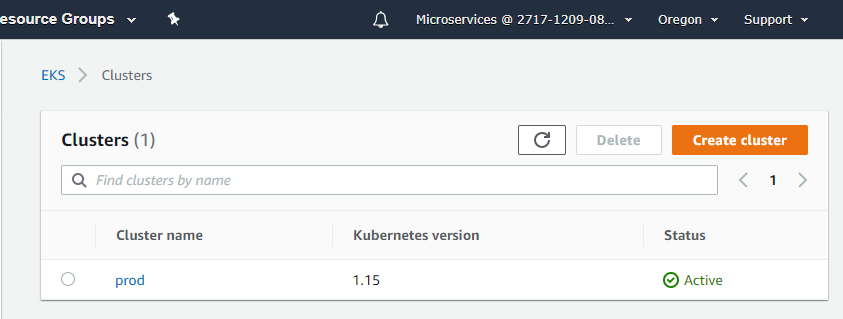 esource Groups Microservices @ 2717-1209-08... Oregon Support
EKS Clusters
Clusters (1) Delete Create cluster
Find clusters by name 1
Cluster name Kubernetes version Status
prod 1.15 Active